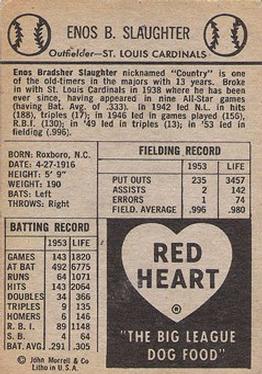 ENOS B. SLAUGHTER
Outfielder—ST. LOUIS CARDINALS
Enos Bradsher Slaughter nicknamed "Country" is one
of the old-timers in the majors with 13 years. Broke
in with St. Louis Cardinals in 1938 where he has been
ever since, having appeared in nine All-Star games
(having Bat. Avg. of .333). In 1942 led N.L. in hits
(188), triples (17); in 1946 led in games played (156),
R.B.I. (130); in '49 led in triples (13); in '53 led in
fielding (.996).
BORN: Roxboro, N.C.
DATE: 4-27-1916
HEIGHT: 5' 9"
WEIGHT: 190
BATS: Left
THROWS: Right
FIELDING RECORD
1953 LIFE
PUT OUTS 235 3457
ASSISTS 2 142
ERRORS 1 74
FIELD. AVERAGE .996 .980
BATTING RECORD
1953 LIFE
GAMES 143 1820
AT BAT 492 6775
RUNS 64 1071
HITS 143 2064
DOUBLES 34 366
TRIPLES 9 135
HOMERS 6 146
R. B. I. 89 1148
S. B. 4 64
BAT. AVG. .291 .305
© John Morrell & Co
Litho in U.S.A.
RED
HEART
®
"THE BIG LEAGUE
DOG FOOD"